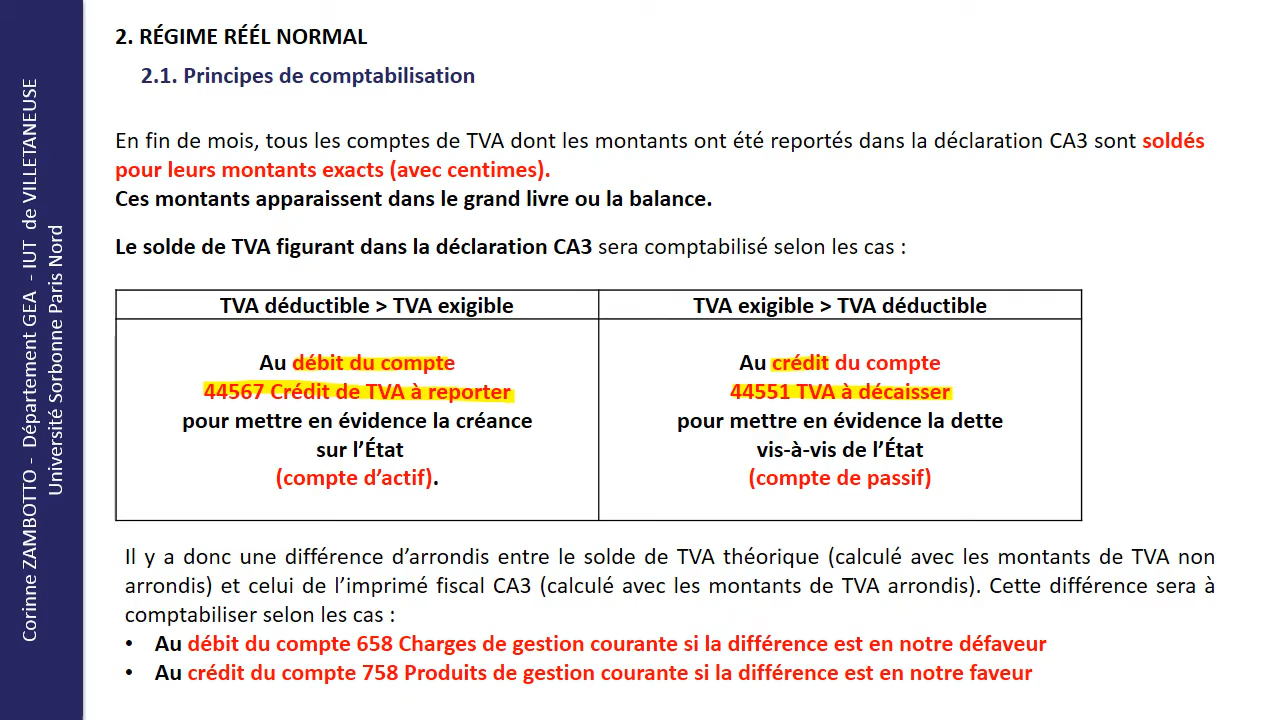 Corinne ZAMBOTTO - Département GEA - IUT de VILLETANEUSE
Université Sorbonne Paris Nord
2. RÉGIME RÉÉL NORMAL
2.1. Principes de comptabilisation
En fin de mois, tous les comptes de TVA dont les montants ont été reportés dans la déclaration CA3 sont soldés
pour leurs montants exacts (avec centimes).
Ces montants apparaissent dans le grand livre ou la balance.
Le solde de TVA figurant dans la déclaration CA3 sera comptabilisé selon les cas :
TVA déductible > TVA exigible
Au débit du compte
44567 Crédit de TVA à reporter
pour mettre en évidence la créance
sur l’État
(compte d’actif).
TVA exigible > TVA déductible
Au crédit du compte
44551 TVA à décaisser
pour mettre en évidence la dette
vis-à-vis de l’État
(compte de passif)
Il y a donc une différence d’arrondis entre le solde de TVA théorique (calculé avec les montants de TVA non
arrondis) et celui de l’imprimé fiscal CA3 (calculé avec les montants de TVA arrondis). Cette différence sera à
comptabiliser selon les cas :
• Au débit du compte 658 Charges de gestion courante si la différence est en notre défaveur
• Au crédit du compte 758 Produits de gestion courante si la différence est en notre faveur